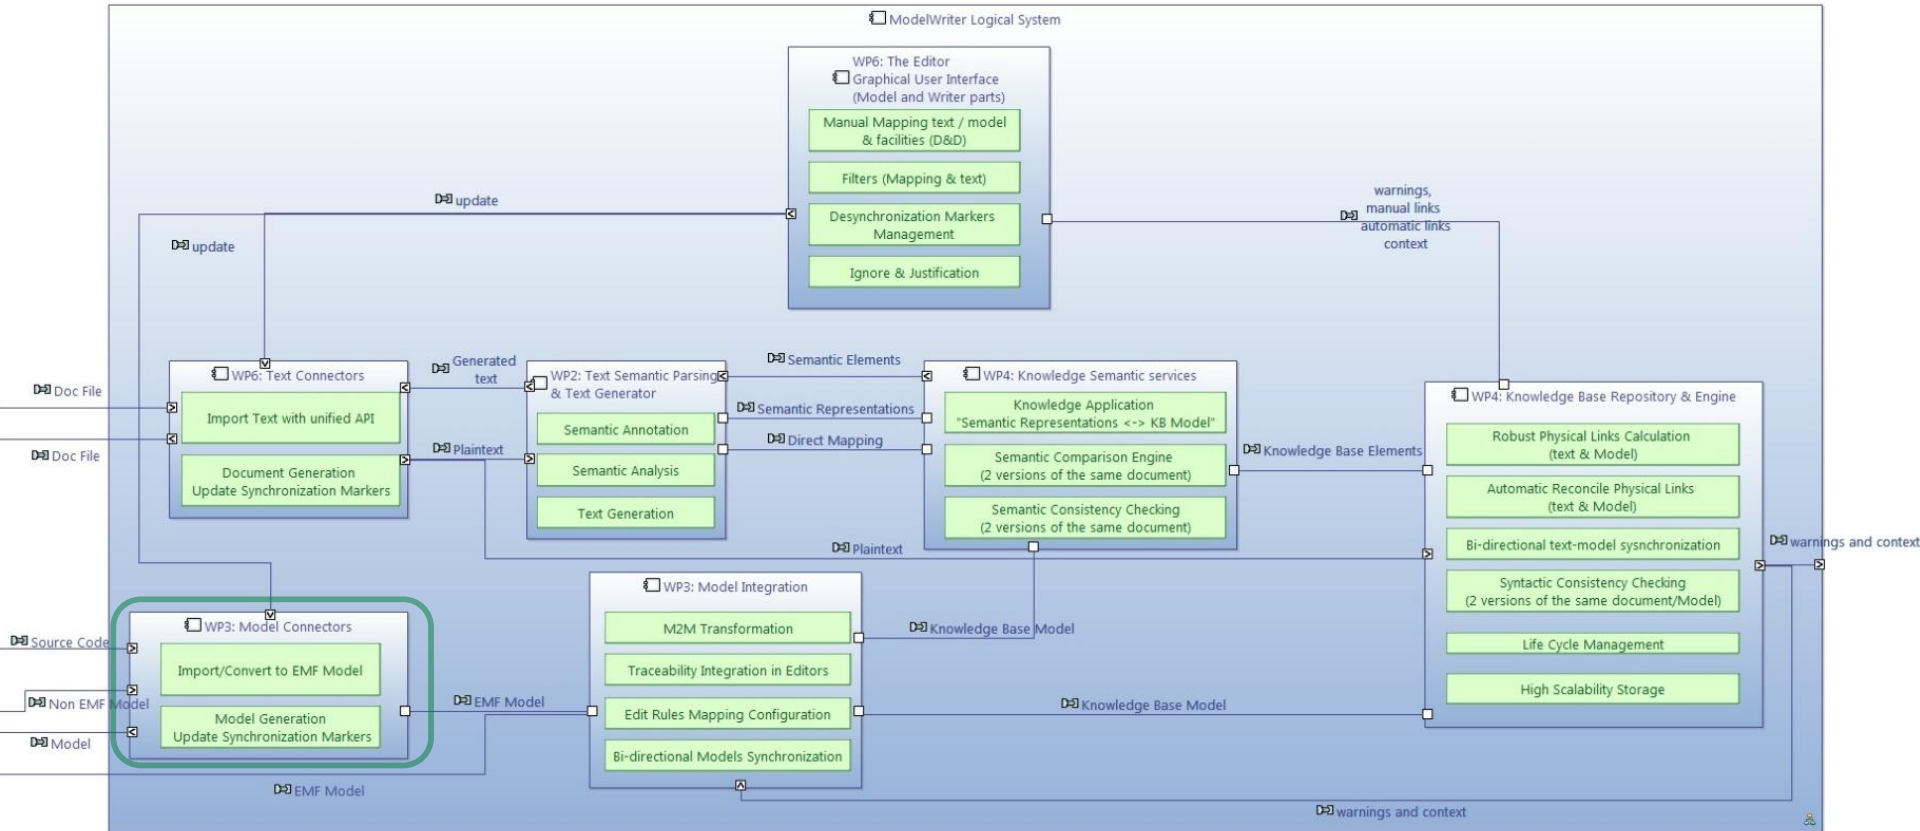 ModelWriter Logical System
WP6: The Editor
Graphical User Interface
(Model and Writer parts)
Manual Mapping text / model
& facilities (D&D)
Filters (Mapping & text)
Desynchronization Markers
Management
Ignore & Justification
update
update
warnings,
manual links
automatic links
context
Doc File
Doc File
WP6: Text Connectors
Import Text with unified API
Document Generation
Update Synchronization Markers
Generated
text
Plaintext
WP2: Text Semantic Parsing
& Text Generator
Semantic Annotation
Semantic Analysis
Text Generation
Semantic Elements
Semantic Representations
Direct Mapping
WP4: Knowledge Semantic services
Knowledge Application
"Semantic Representations <-> KB Model"
Semantic Comparison Engine
(2 versions of the same document)
Semantic Consistency Checking
(2 versions of the same document)
Knowledge Base Elements
Plaintext
WP4: Knowledge Base Repository & Engine
Robust Physical Links Calculation
(text & Model)
Automatic Reconcile Physical Links
(text & Model)
Bi-directional text-model sysnchronization
Syntactic Consistency Checking
(2 versions of the same document/Model)
Life Cycle Management
High Scalability Storage
warnings and context
Source Code
Non EMF Model
Model
WP3: Model Connectors
Import/Convert to EMF Model
Model Generation
Update Synchronization Markers
EMF Model
EMF Model
WP3: Model Integration
M2M Transformation
Traceability Integration in Editors
Edit Rules Mapping Configuration
Bi-directional Models Synchronization
Knowledge Base Model
Knowledge Base Model
warnings and context